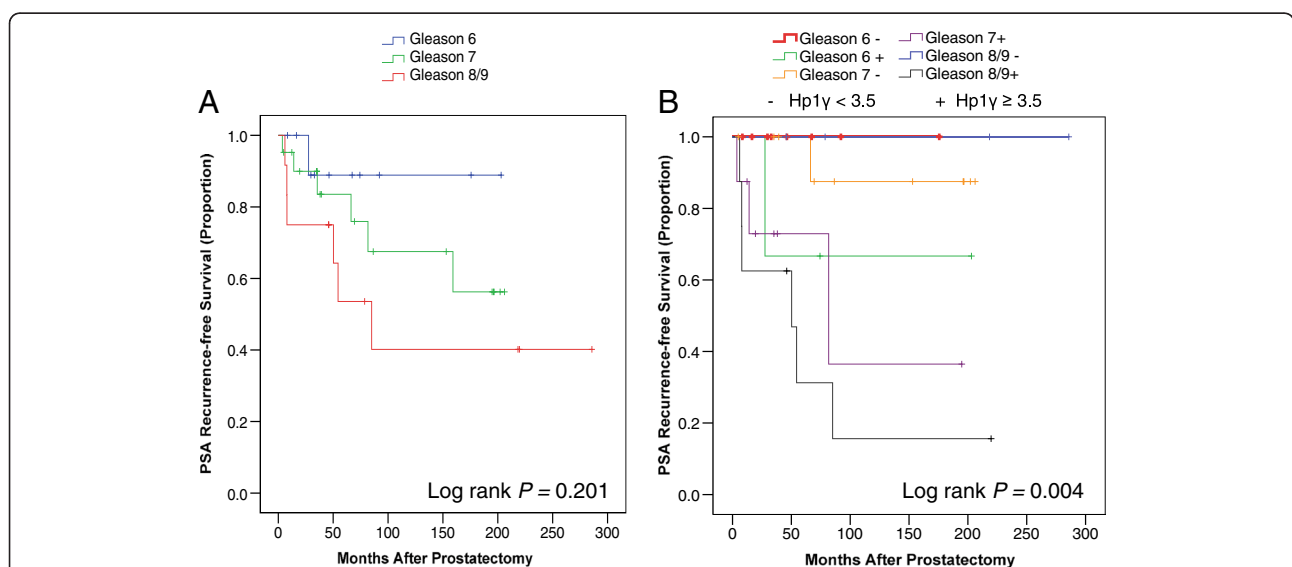 Gleason 6
Gleason 7
Gleason 8/9
A
PSA Recurrence-free Survival (Proportion)
1.0
0.8
0.6
0.4
0.2
0.0
Log rank P = 0.201
0 50 100 150 200 250 300
Months After Prostatectomy
Gleason 6 - Gleason 7+
Gleason 6 + Gleason 8/9 -
Gleason 7 - Gleason 8/9+
- Hp1γ < 3.5 + Hp1γ ≥ 3.5
B
PSA Recurrence-free Survival (Proportion)
1.0
0.8
0.6
0.4
0.2
0.0
Log rank P = 0.004
0 50 100 150 200 250 300
Months After Prostatectomy